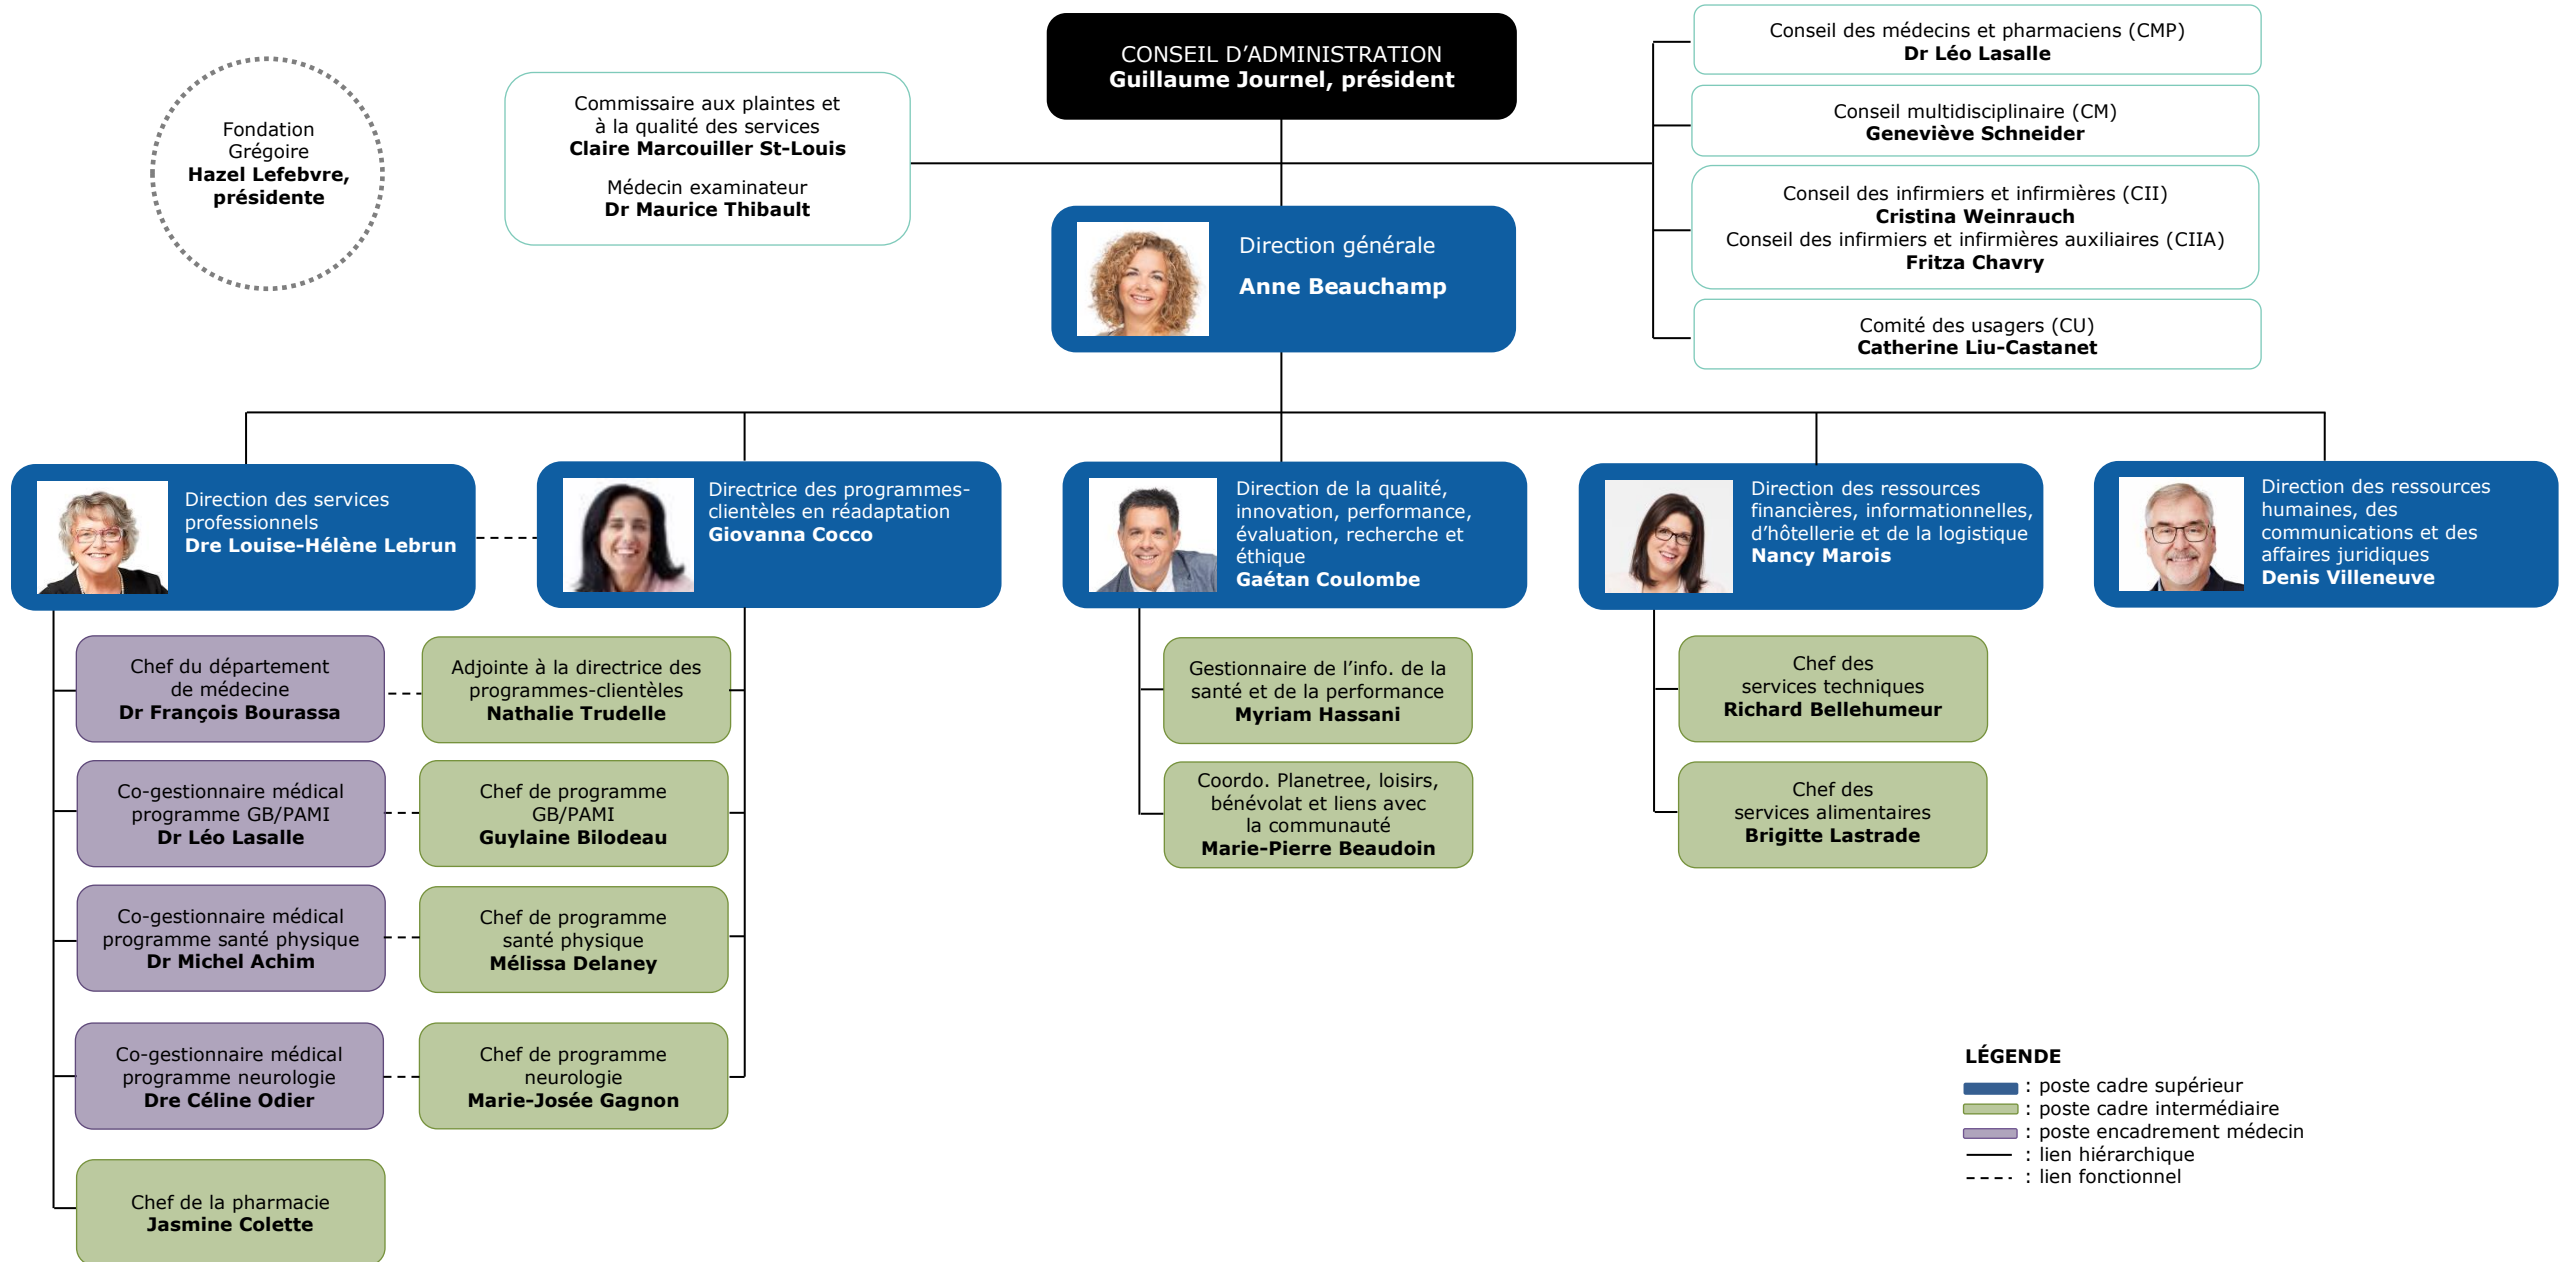 CONSEIL D’ADMINISTRATION
Guillaume Journel, président
Fondation
Grégoire
Hazel Lefebvre,
présidente
Commissaire aux plaintes et
à la qualité des services
Claire Marcouiller St-Louis
Médecin examinateur
Dr Maurice Thibault
Conseil des médecins et pharmaciens (CMP)
Dr Léo Lasalle
Conseil multidisciplinaire (CM)
Geneviève Schneider
Conseil des infirmiers et infirmières (CII)
Cristina Weinrauch
Conseil des infirmiers et infirmières auxiliaires (CIIA)
Fritza Chavry
Comité des usagers (CU)
Catherine Liu-Castanet
Direction générale
Anne Beauchamp
Direction des services
professionnels
Dre Louise-Hélène Lebrun
Directrice des programmes-
clientèles en réadaptation
Giovanna Cocco
Direction de la qualité,
innovation, performance,
évaluation, recherche et
éthique
Gaétan Coulombe
Direction des ressources
financières, informationnelles,
d’hôtellerie et de la logistique
Nancy Marois
Direction des ressources
humaines, des
communications et des
affaires juridiques
Denis Villeneuve
Chef du département
de médecine
Dr François Bourassa
Adjointe à la directrice des
programmes-clientèles
Nathalie Trudelle
Gestionnaire de l’info. de la
santé et de la performance
Myriam Hassani
Chef des
services techniques
Richard Bellehumeur
Co-gestionnaire médical
programme GB/PAMI
Dr Léo Lasalle
Chef de programme
GB/PAMI
Guylaine Bilodeau
Coordo. Planetree, loisirs,
bénévolat et liens avec
la communauté
Marie-Pierre Beaudoin
Chef des
services alimentaires
Brigitte Lastrade
Co-gestionnaire médical
programme santé physique
Dr Michel Achim
Chef de programme
santé physique
Mélissa Delaney
Co-gestionnaire médical
programme neurologie
Dre Céline Odier
Chef de programme
neurologie
Marie-Josée Gagnon
Chef de la pharmacie
Jasmine Colette
LÉGENDE
: poste cadre supérieur
: poste cadre intermédiaire
: poste encadrement médecin
: lien hiérarchique
: lien fonctionnel